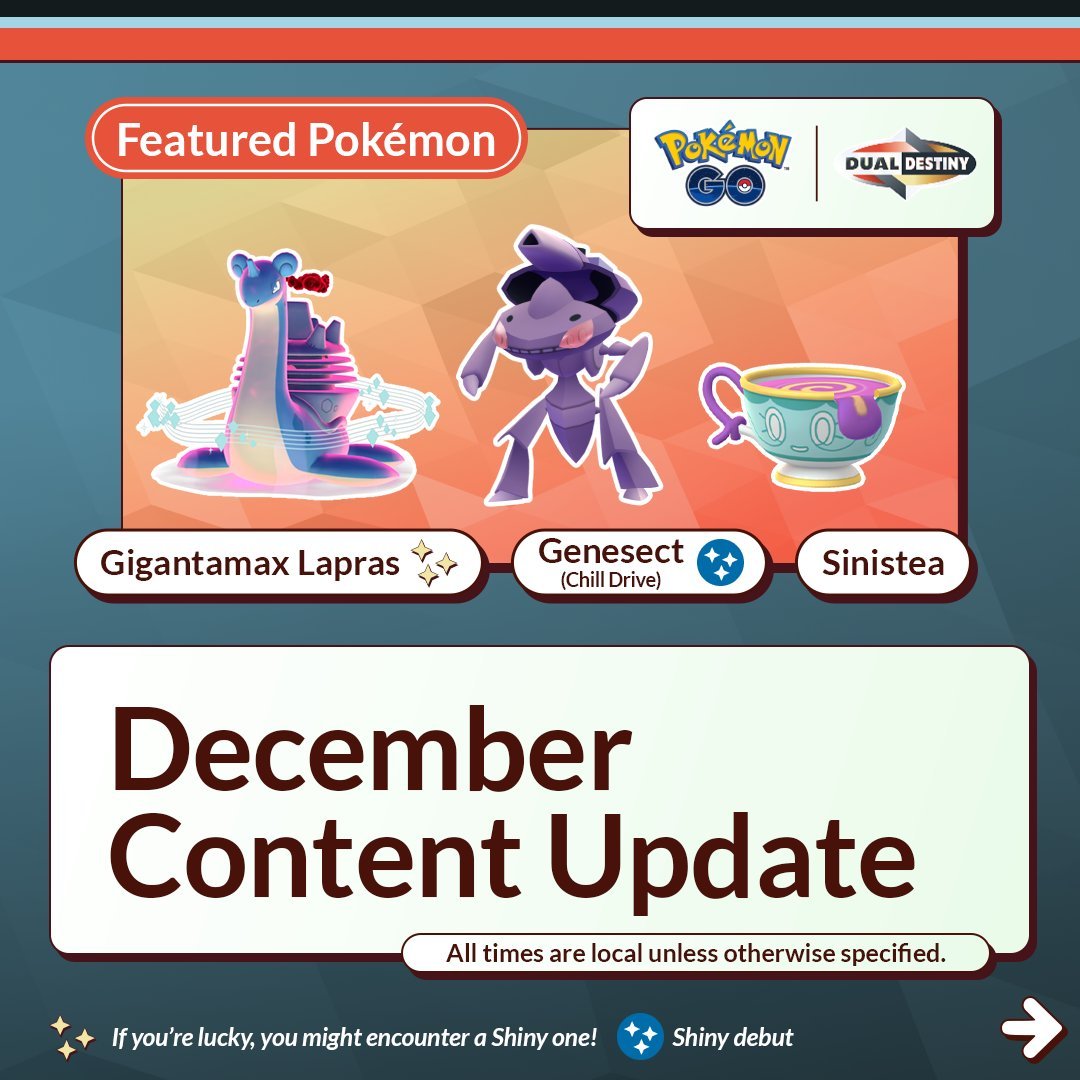 Featured Pokémon
POKéMON
GO
DUAL DESTINY
Gigantamax Lapras
Genesect
(Chill Drive)
Sinistea
December
Content Update
All times are local unless otherwise specified.
If you're lucky, you might encounter a Shiny one!
Shiny debut